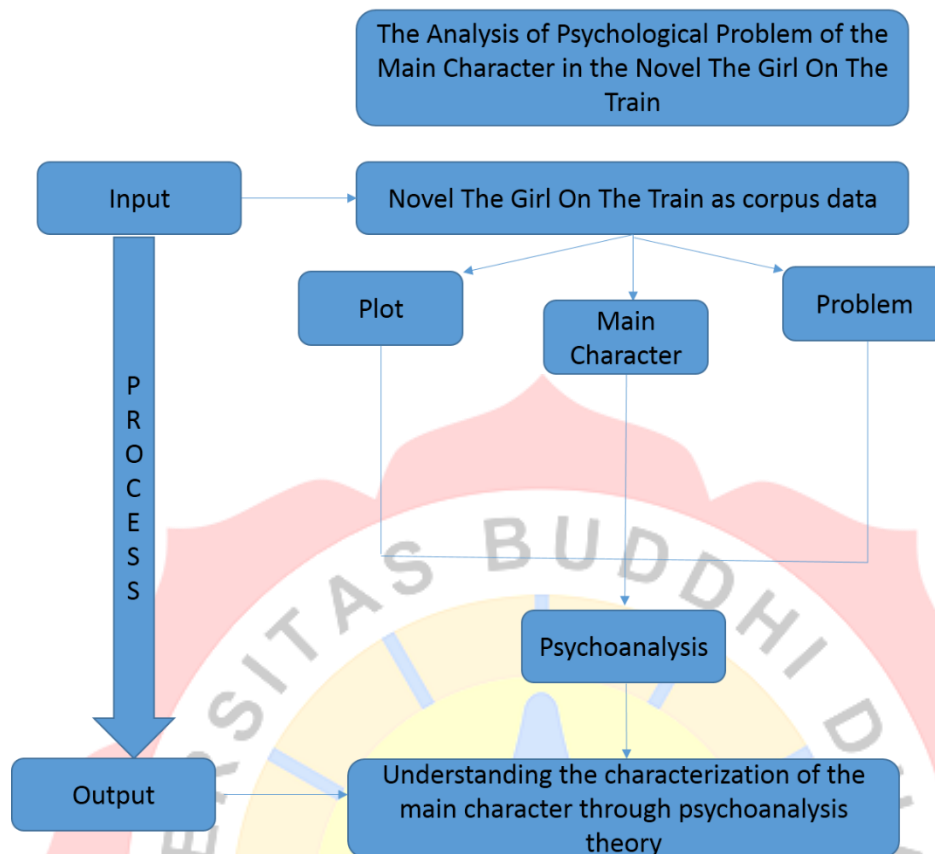 The Analysis of Psychological Problem of the
Main Character in the Novel The Girl On The
Train
Input
Novel The Girl On The Train as corpus data
Plot
Main
Character
Problem
PROCESS
ERSITAS BUDDHI D
Psychoanalysis
Output
Understanding the characterization of the
main character through psychoanalysis
theory